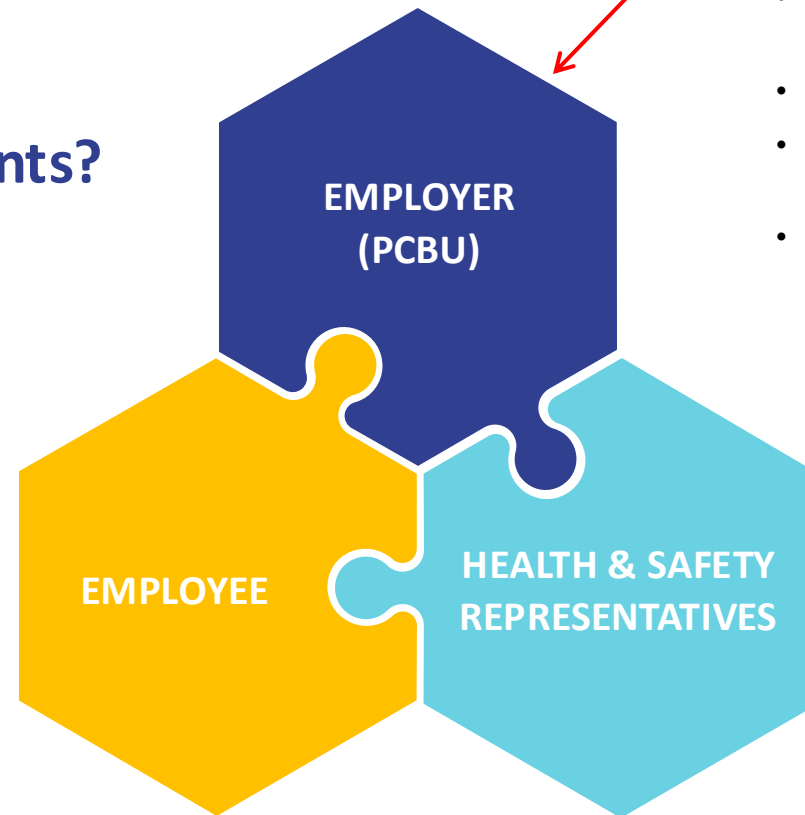 nts?
EMPLOYER
(PCBU)
EMPLOYEE
HEALTH & SAFETY
REPRESENTATIVES